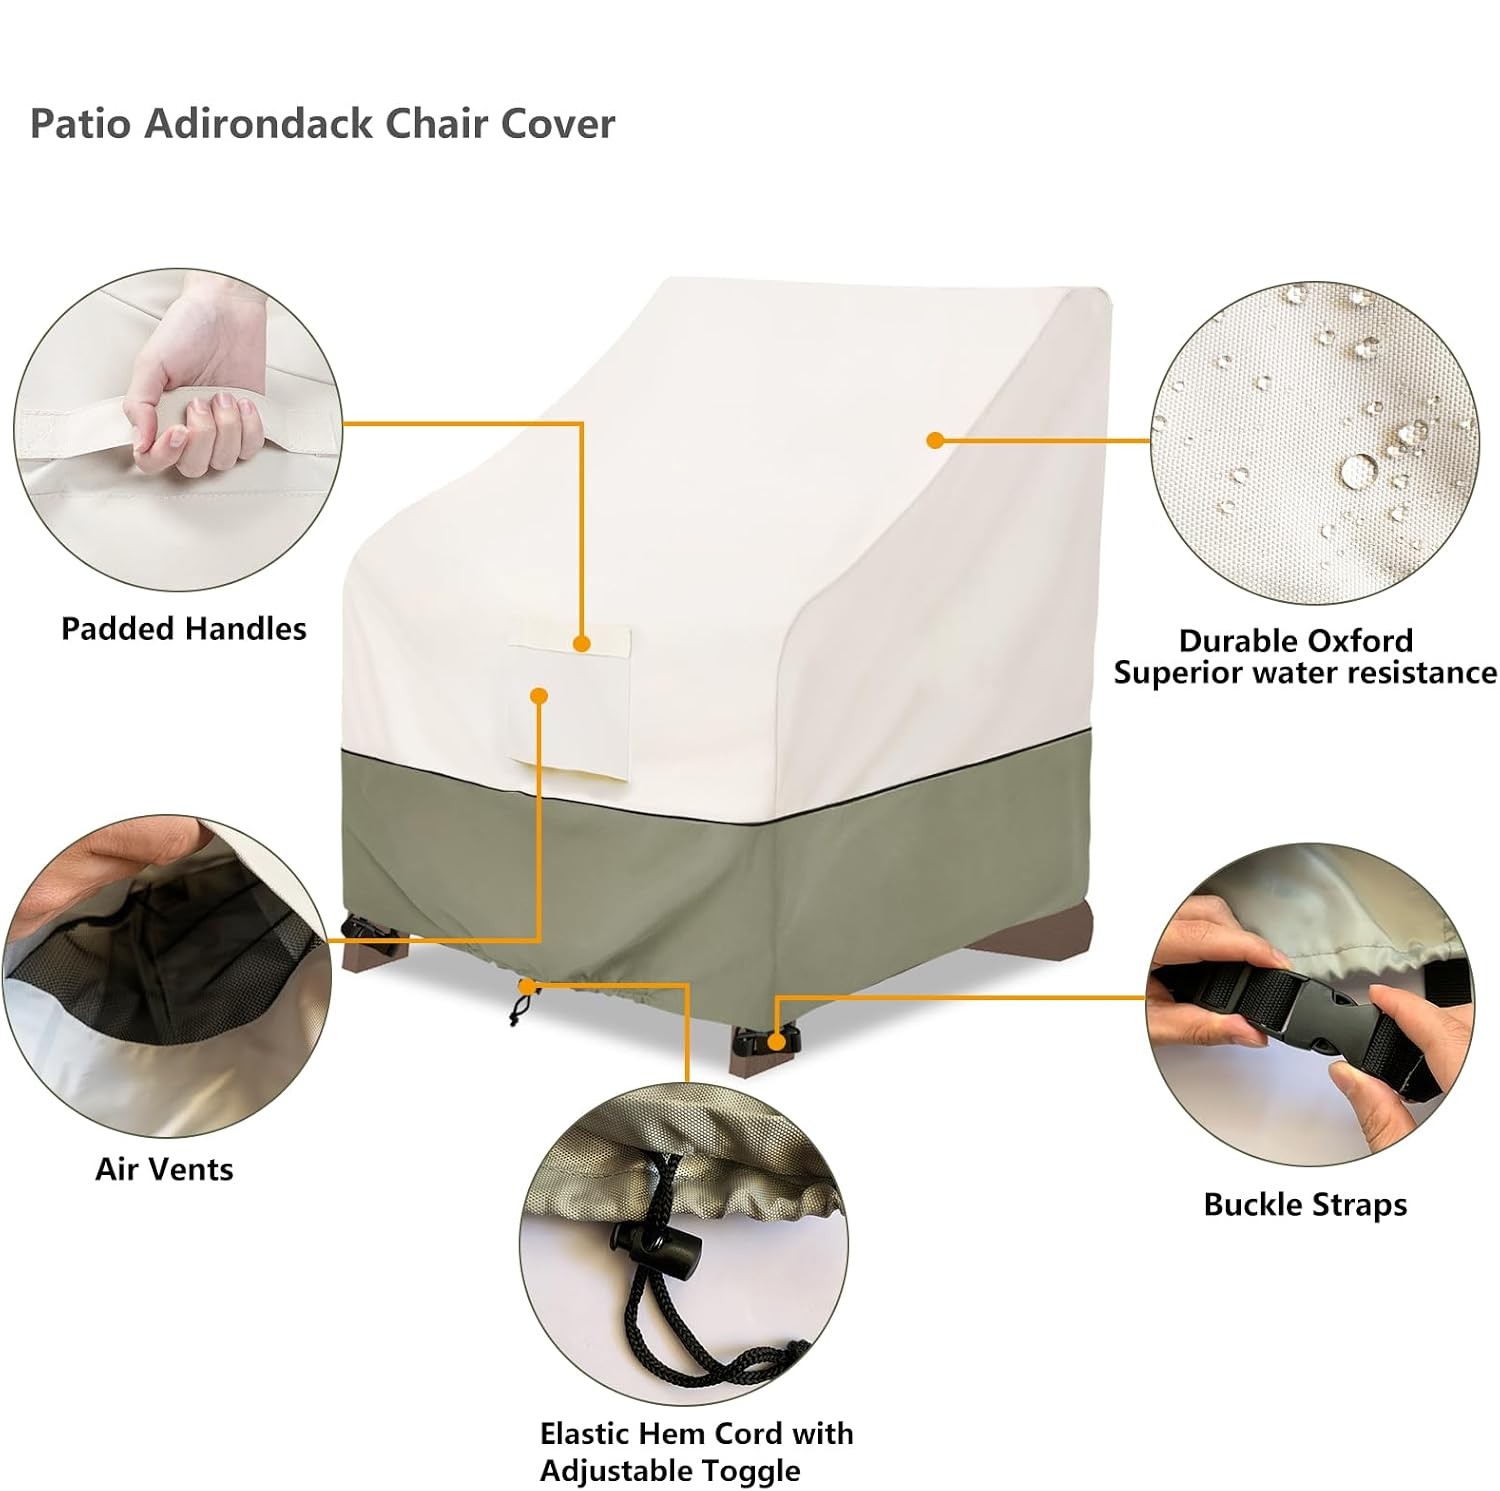 Patio Adirondack Chair Cover
Padded Handles
Durable Oxford
Superior water resistance
Air Vents
Buckle Straps
Elastic Hem Cord with
Adjustable Toggle